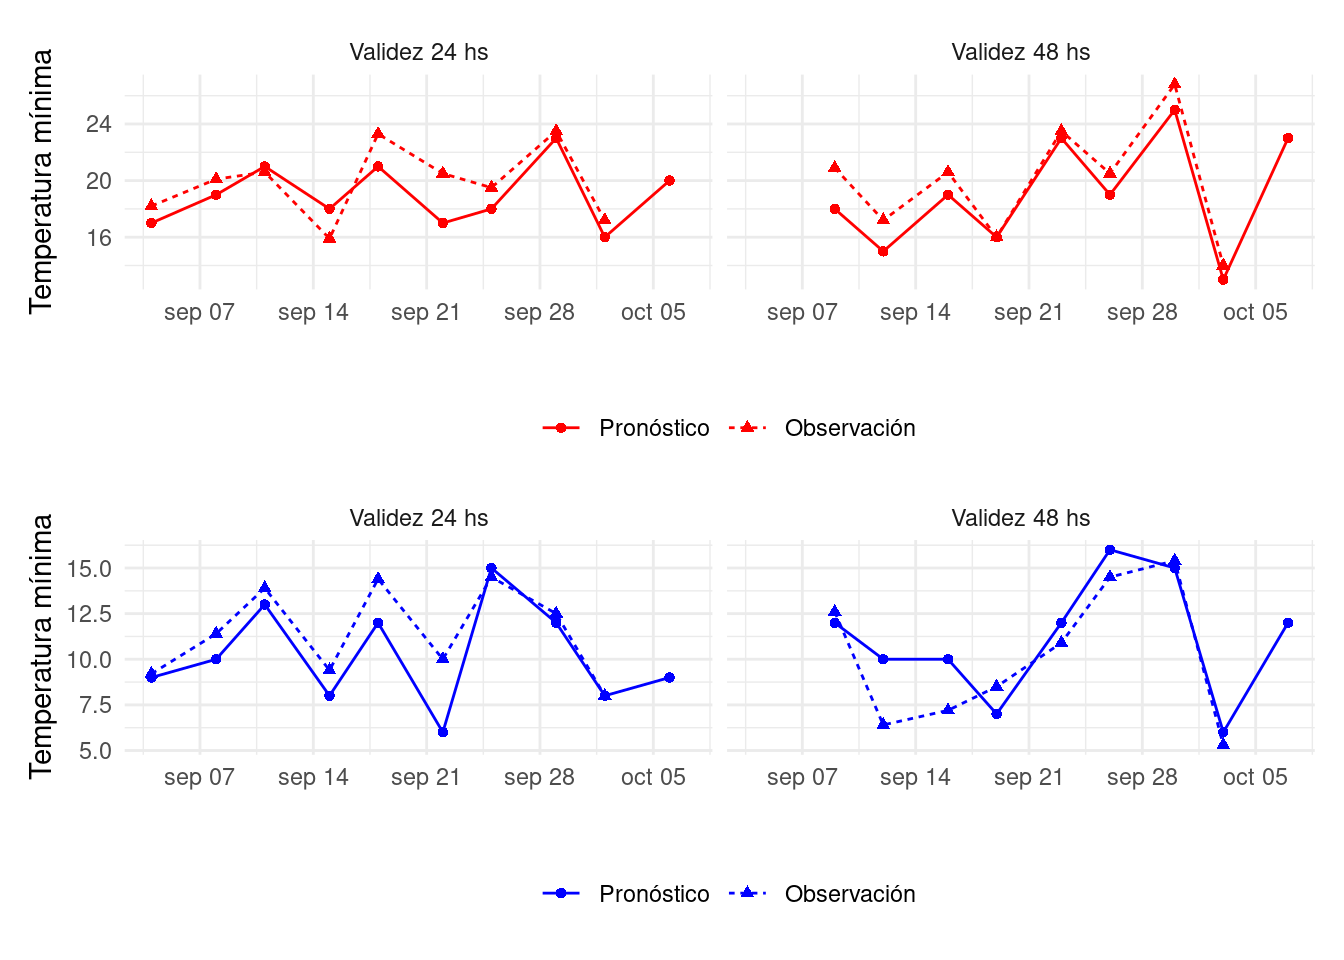 Validez 24 hs
Validez 48 hs
Temperatura mínima
24
20
16
sep 07 sep 14 sep 21 sep 28 oct 05
sep 07 sep 14 sep 21 sep 28 oct 05
Pronóstico Observación
Validez 24 hs
Validez 48 hs
Temperatura mínima
15.0
12.5
10.0
7.5
5.0
sep 07 sep 14 sep 21 sep 28 oct 05
sep 07 sep 14 sep 21 sep 28 oct 05
Pronóstico Observación